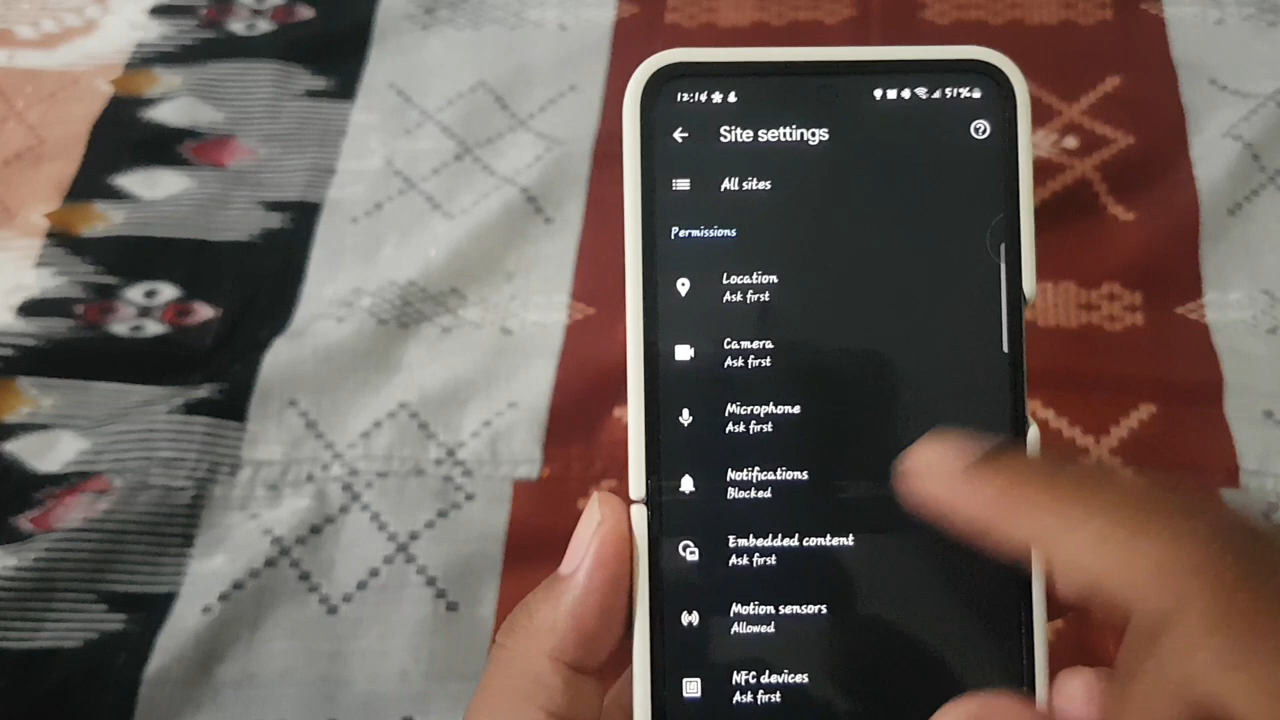 12:14
51%
Site settings
All sites
Permissions
Location
Ask first
Camera
Ask first
Microphone
Ask first
Notifications
Blocked
Embedded content
Ask first
Motion sensors
Allowed
NFC devices
Ask first